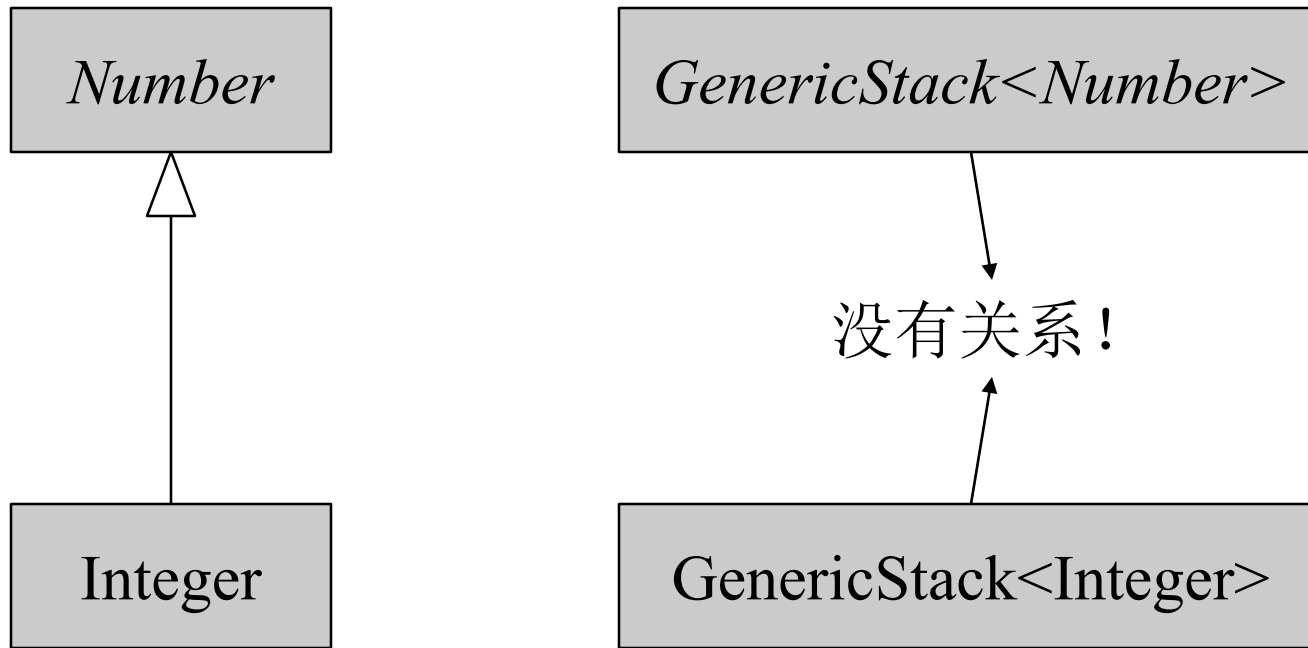 Number
GenericStack<Number>
没有关系！
Integer
GenericStack<Integer>